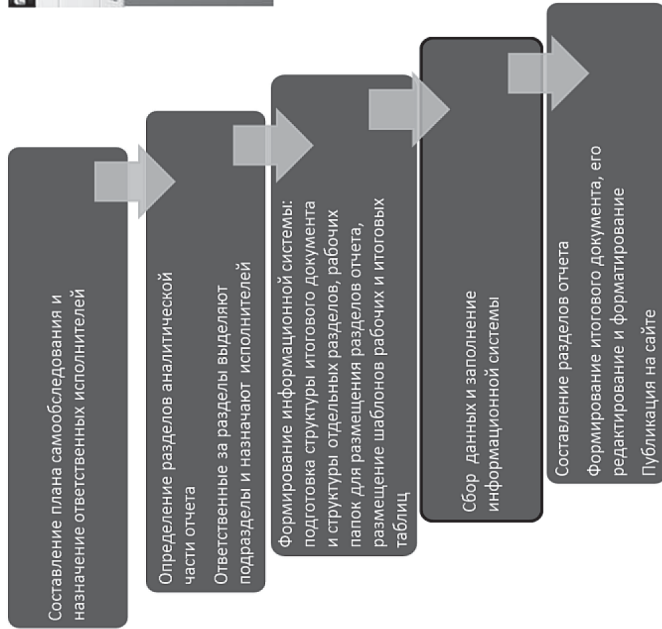 Составление плана самообследования и
назначение ответственных исполнителей
Определение разделов аналитической
части отчета
Ответственные за разделы выделяют
подразделы и назначают исполнителей
Формирование информационной системы:
подготовка структуры итогового документа
и структуры отдельных разделов, рабочих
папок для размещения разделов отчета,
размещение шаблонов рабочих и итоговых
таблиц
Сбор данных и заполнение
информационной системы
Составление разделов отчета
Формирование итогового документа, его
редактирование и форматирование
Публикация на сайте